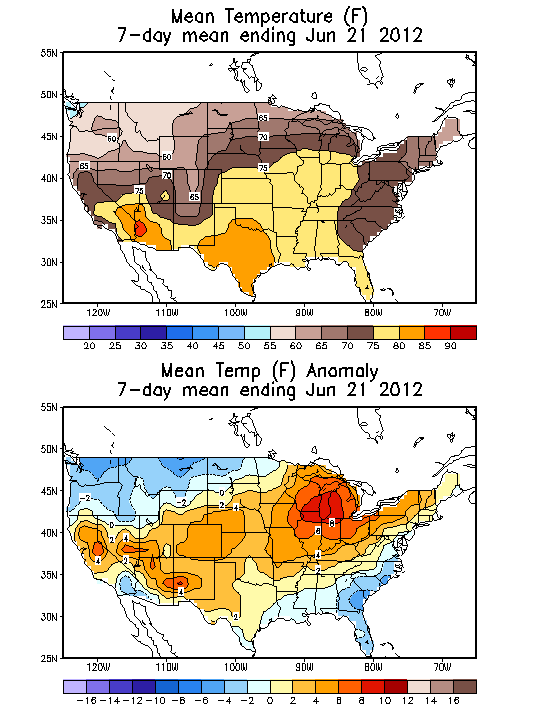 Mean Temperature (F)
7-day mean ending Jun 21 2012
55N
50N
45N
40N
35N
30N
25N
65
60
70
60
65
70
75
75
65
75
120W 110W 100W 90W 80W 70W
20 25 30 35 40 45 50 55 60 65 70 75 80 85 90
Mean Temp (F) Anomaly
7-day mean ending Jun 21 2012
55N
50N
45N
40N
35N
30N
25N
-2
-2
0
2
4
8
0
2
4
6
4
4
4
2
2
120W 110W 100W 90W 80W 70W
-16 -14 -12 -10 -8 -6 -4 -2 0 2 4 6 8 10 12 14 16